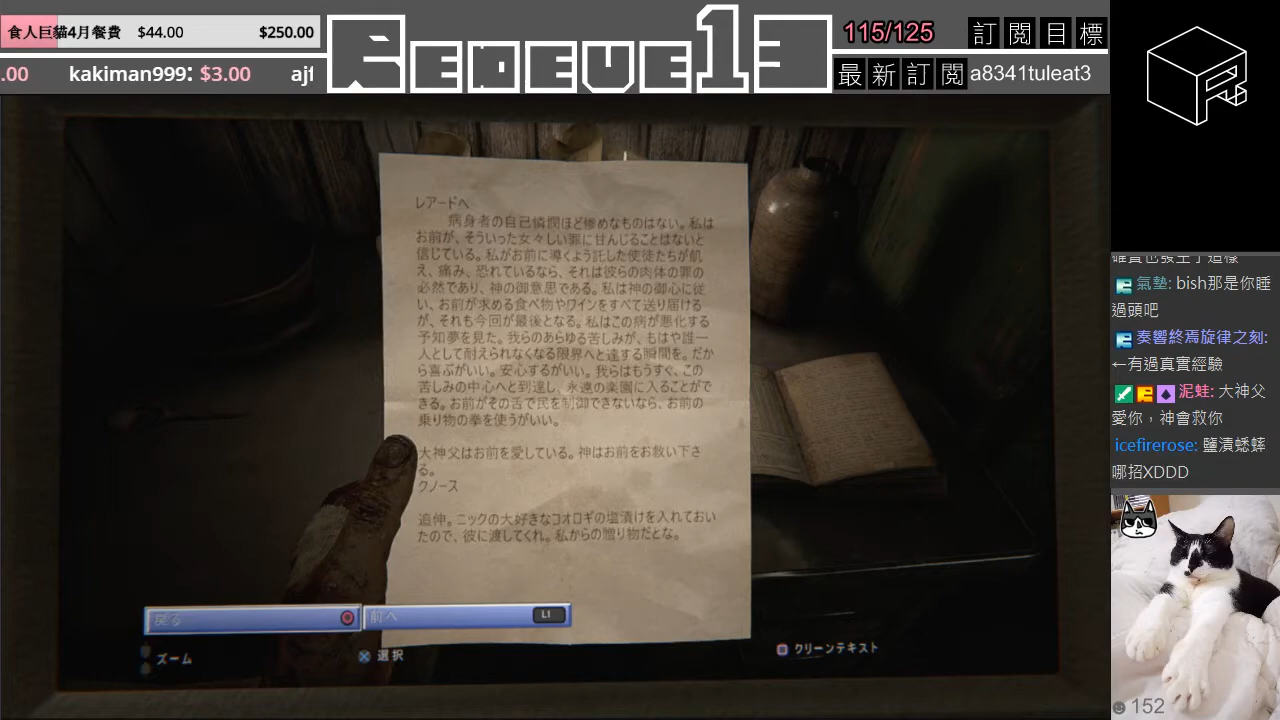 食人巨貓4月餐費 $44.00 $250.00
.00 kakiman999: $3.00 aj
Reoeue13
115/125 訂閱目標
最新訂閱 a8341tuleat3
レアードへ
病身者の自己憐憫ほど惨めなものはない。私は
お前が、そういった女々しい罪に甘んじることはないと
信じている。私がお前に導くよう託した使徒たちが飢
え、痛み、恐れているなら、それは彼らの肉体の罪の
必然であり、神の御意思である。私は神の御心に従
い、お前が求める食べ物やワインをすべて送り届ける
が、それも今回が最後となる。私はこの病が悪化する
予知夢を見た。我らのあらゆる苦しみが、もはや誰一
人として耐えられなくなる限界へと達する瞬間を。だか
ら喜ぶがいい。安心するがいい。我らはもうすぐ、この
苦しみの中心へと到達し、永遠の楽園に入ることがで
きる。お前がその舌で民を制御できないなら、お前の
乗り物の拳を使うがいい。
大神父はお前を愛している。神はお前をお救い下さ
る。
クノース
追伸。ニックの大好きなコオロギの塩漬けを入れておい
たので、彼に渡してくれ。私からの贈り物だとな。
戻る 前へ L1
ズーム 選択 クリーンテキスト
確實也發生了這樣
氣墊: bish那是你睡
過頭吧
奏響終焉旋律之刻:
←有過真實經驗
泥蛙: 大神父
愛你，神會救你
icefirerose: 鹽漬蟋蟀
哪招XDDD
152